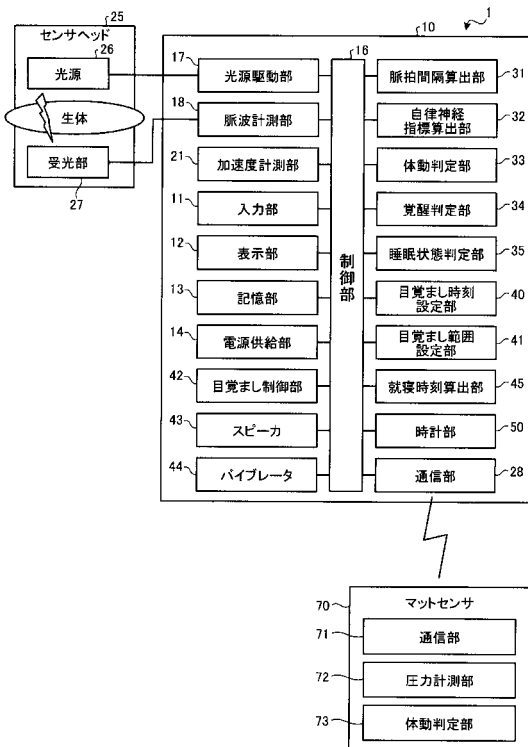 1
25
センサヘッド
26
光源
生体
受光部
27
10
16
制御部
17
光源駆動部
18
脈波計測部
21
加速度計測部
11
入力部
12
表示部
13
記憶部
14
電源供給部
42
目覚まし制御部
43
スピーカ
44
バイブレータ
脈拍間隔算出部
31
自律神経
指標算出部
32
体動判定部
33
覚醒判定部
34
睡眠状態判定部
35
目覚まし時刻
設定部
40
目覚まし範囲
設定部
41
就寝時刻算出部
45
時計部
50
通信部
28
70
マットセンサ
71
通信部
72
圧力計測部
73
体動判定部